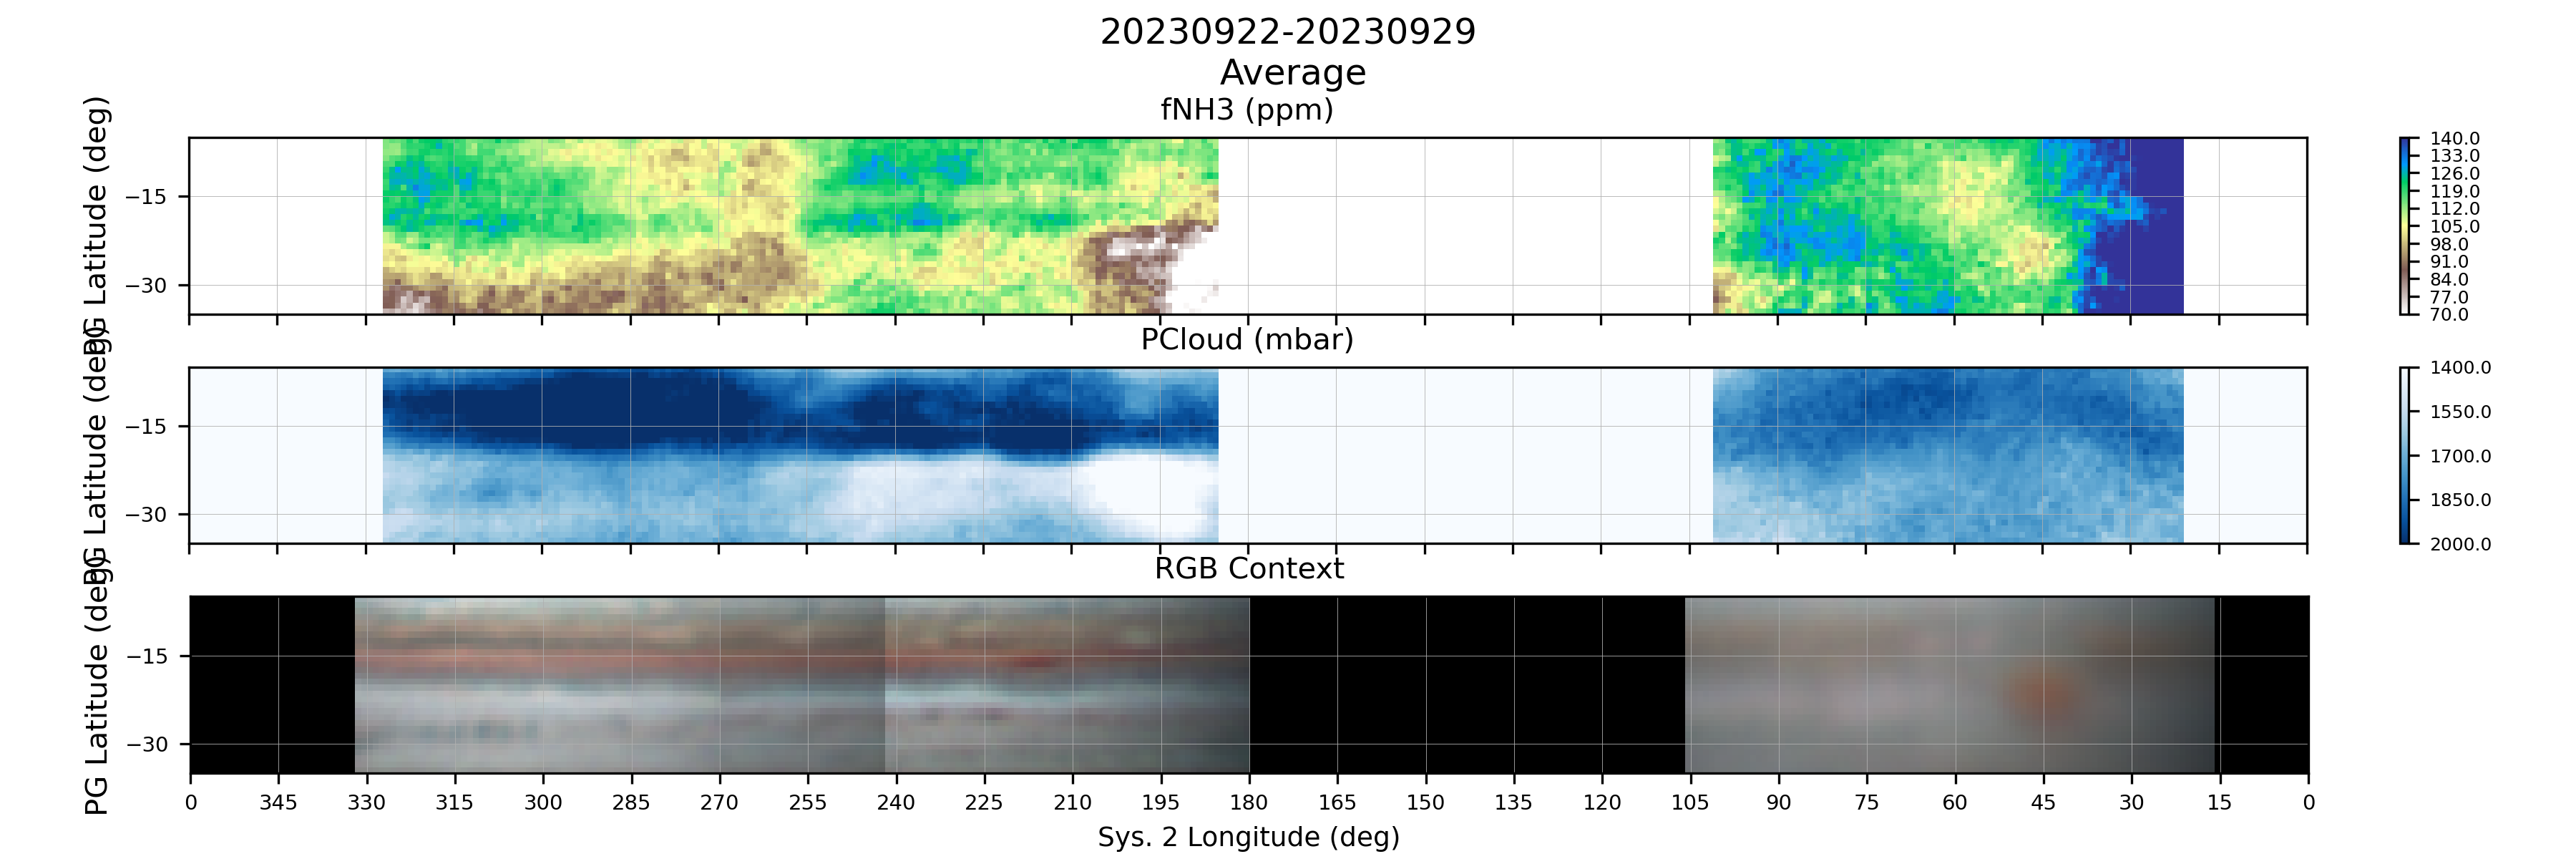 20230922-20230929
Average
fNH3 (ppm)
PG Latitude (deg)
−15
−30
140.0
133.0
126.0
119.0
112.0
105.0
98.0
91.0
84.0
77.0
70.0
PCloud (mbar)
PG Latitude (deg)
−15
−30
1400.0
1550.0
1700.0
1850.0
2000.0
RGB Context
PG Latitude (deg)
−15
−30
0 345 330 315 300 285 270 255 240 225 210 195 180 165 150 135 120 105 90 75 60 45 30 15 0
Sys. 2 Longitude (deg)